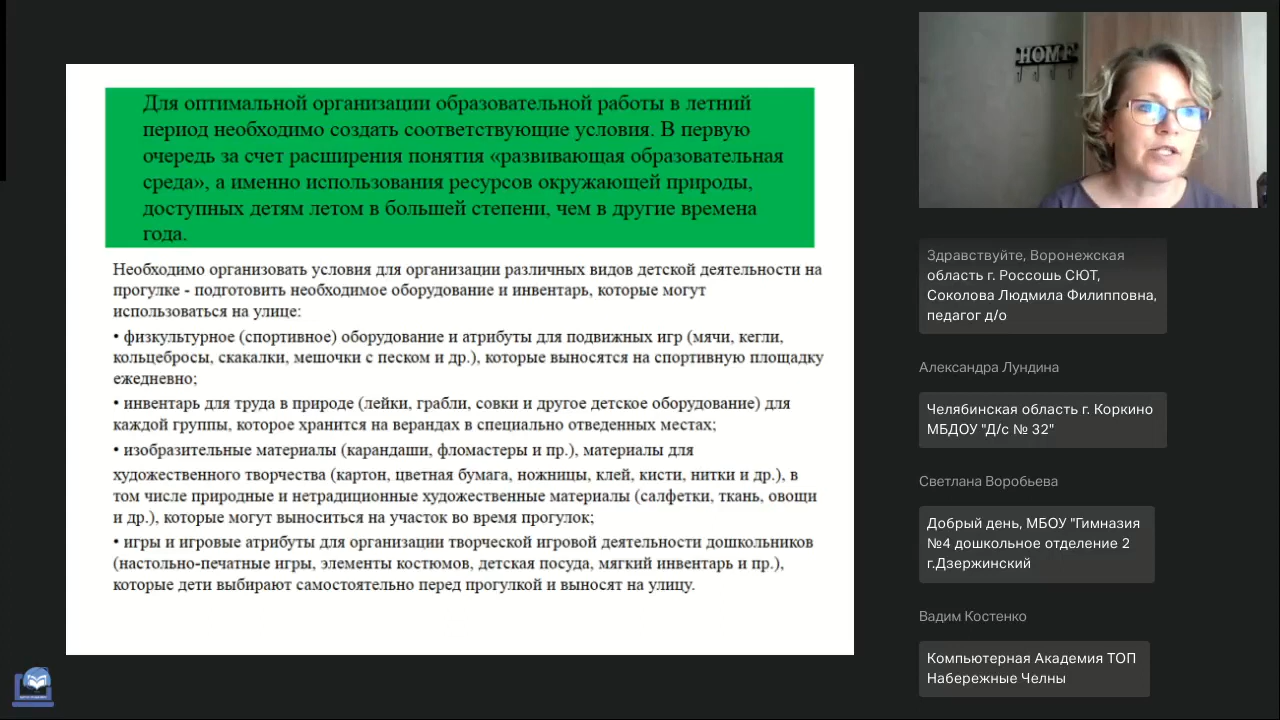 Для оптимальной организации образовательной работы в летний
период необходимо создать соответствующие условия. В первую
очередь за счет расширения понятия «развивающая образовательная
среда», а именно использования ресурсов окружающей природы,
доступных детям летом в большей степени, чем в другие времена
года.
Необходимо организовать условия для организации различных видов детской деятельности на
прогулке - подготовить необходимое оборудование и инвентарь, которые могут
использоваться на улице:
• физкультурное (спортивное) оборудование и атрибуты для подвижных игр (мячи, кегли,
кольцебросы, скакалки, мешочки с песком и др.), которые выносятся на спортивную площадку
ежедневно;
• инвентарь для труда в природе (лейки, грабли, совки и другое детское оборудование) для
каждой группы, которое хранится на верандах в специально отведенных местах;
• изобразительные материалы (карандаши, фломастеры и пр.), материалы для
художественного творчества (картон, цветная бумага, ножницы, клей, кисти, нитки и др.), в
том числе природные и нетрадиционные художественные материалы (салфетки, ткань, овощи
и др.), которые могут выноситься на участок во время прогулок;
• игры и игровые атрибуты для организации творческой игровой деятельности дошкольников
(настольно-печатные игры, элементы костюмов, детская посуда, мягкий инвентарь и пр.),
которые дети выбирают самостоятельно перед прогулкой и выносят на улицу.
HOME
Здравствуйте, Воронежская
область г. Россошь СЮТ,
Соколова Людмила Филипповна,
педагог д/о
Александра Лундина
Челябинская область г. Коркино
МБДОУ "Д/с № 32"
Светлана Воробьева
Добрый день, МБОУ "Гимназия
№4 дошкольное отделение 2
г.Дзержинский
Вадим Костенко
Компьютерная Академия ТОП
Набережные Челны